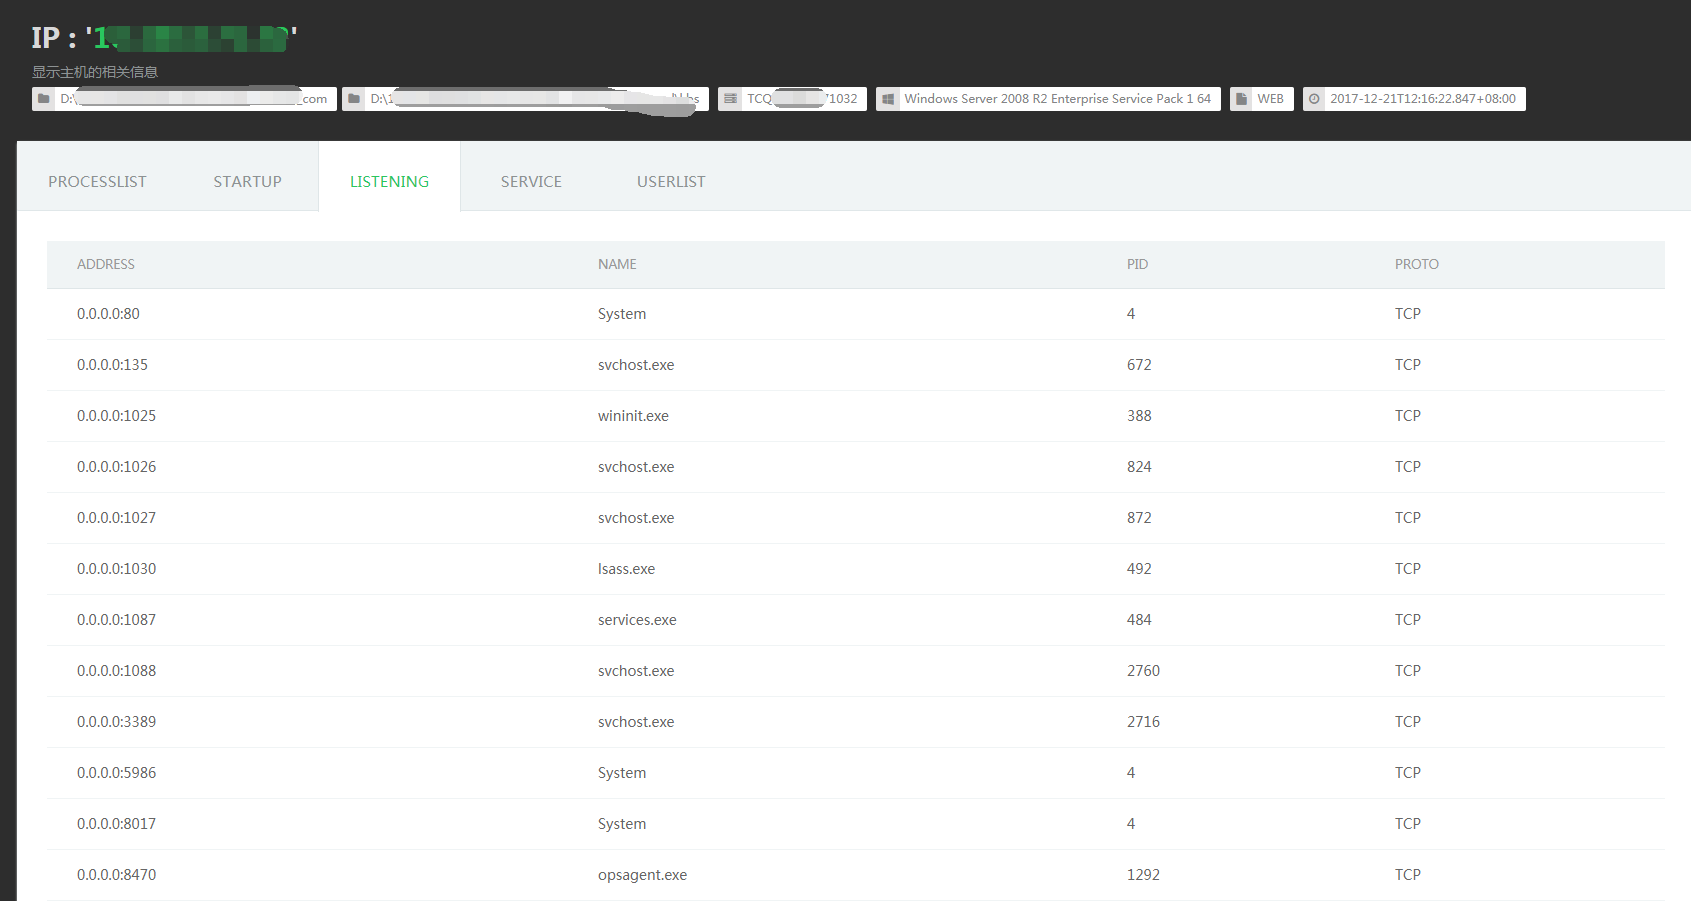 IP : '1 '
显示主机的相关信息
D:\ _com D:\1 TCQ 71032 Windows Server 2008 R2 Enterprise Service Pack 1 64 WEB 2017-12-21T12:16:22.847+08:00
PROCESSLIST STARTUP LISTENING SERVICE USERLIST
ADDRESS NAME PID PROTO
0.0.0.0:80 System 4 TCP
0.0.0.0:135 svchost.exe 672 TCP
0.0.0.0:1025 wininit.exe 388 TCP
0.0.0.0:1026 svchost.exe 824 TCP
0.0.0.0:1027 svchost.exe 872 TCP
0.0.0.0:1030 lsass.exe 492 TCP
0.0.0.0:1087 services.exe 484 TCP
0.0.0.0:1088 svchost.exe 2760 TCP
0.0.0.0:3389 svchost.exe 2716 TCP
0.0.0.0:5986 System 4 TCP
0.0.0.0:8017 System 4 TCP
0.0.0.0:8470 opsagent.exe 1292 TCP